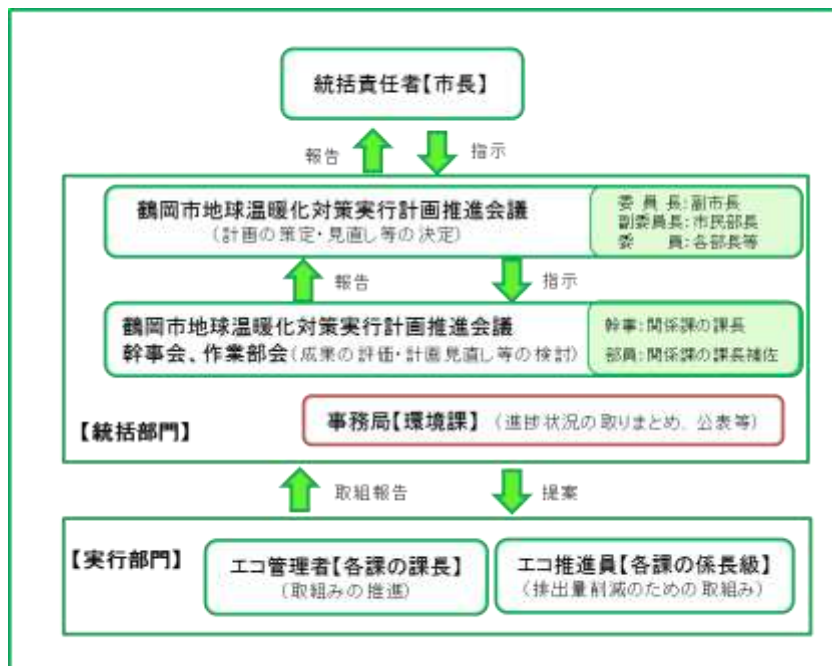 統括責任者【市長】
報告
指示
鶴岡市地球温暖化対策実行計画推進会議
(計画の策定・見直し等の決定)
委員長:副市長
副委員長:市民部長
委　　員:各部長等
報告
指示
鶴岡市地球温暖化対策実行計画推進会議
幹事会、作業部会(成果の評価・計画見直し等の検討)
幹事:関係課の課長
部員:関係課の課長補佐
【統括部門】
事務局【環境課】(進捗状況の取りまとめ、公表等)
取組報告
提案
【実行部門】
エコ管理者【各課の課長】
(取組みの推進)
エコ推進員【各課の係長級】
(排出量削減のための取組み)